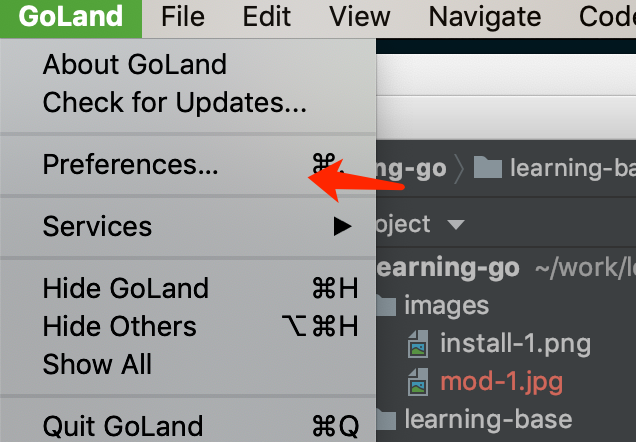 GoLand File Edit View Navigate Code
About GoLand
Check for Updates...
Preferences... ⌘,
ng-go learning-ba
Services ▶
oject
Hide GoLand ⌘H
earning-go ~/work/l
Hide Others ⌥⌘H
images
Show All
install-1.png
mod-1.jpg
Quit GoLand ⌘Q
learning-base